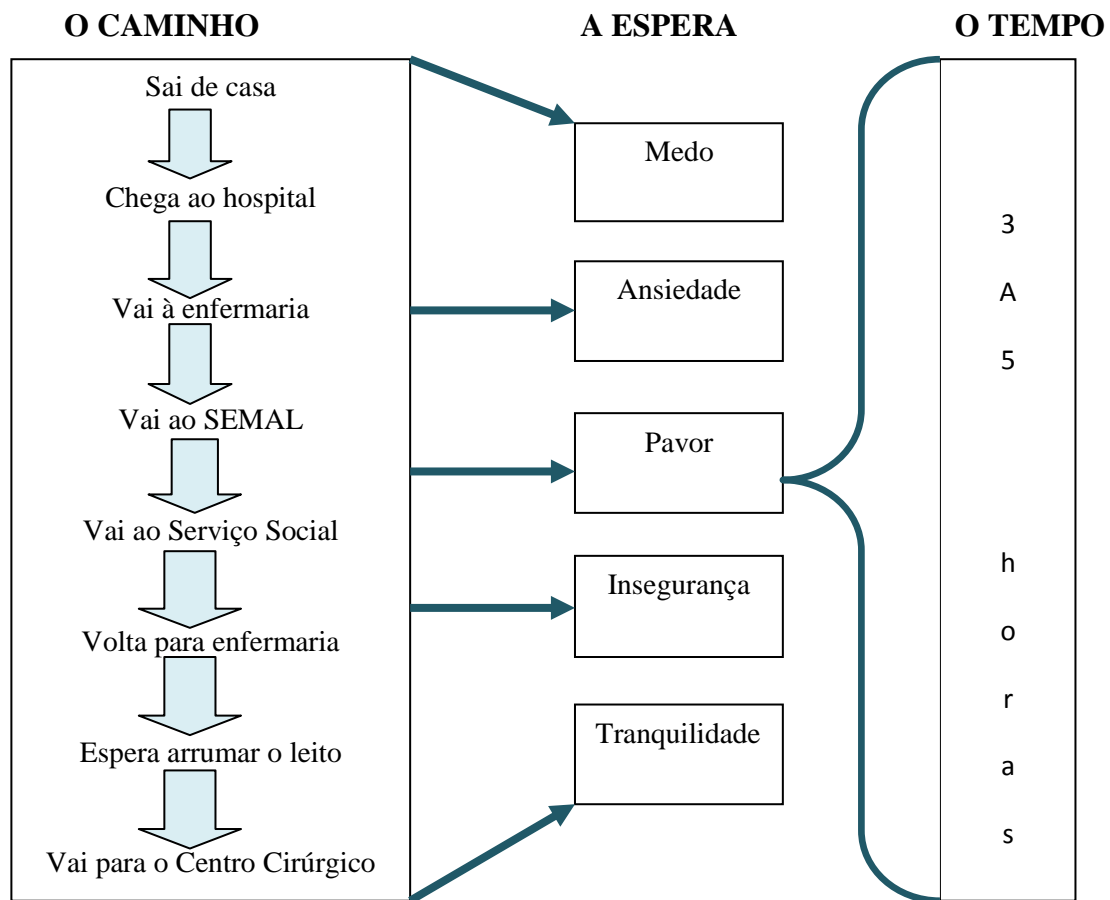 O CAMINHO
A ESPERA
O TEMPO
Sai de casa
Chega ao hospital
Vai à enfermaria
Vai ao SEMAL
Vai ao Serviço Social
Volta para enfermaria
Espera arrumar o leito
Vai para o Centro Cirúrgico
Medo
Ansiedade
Pavor
Insegurança
Tranquilidade
3
A
5
h
o
r
a
s